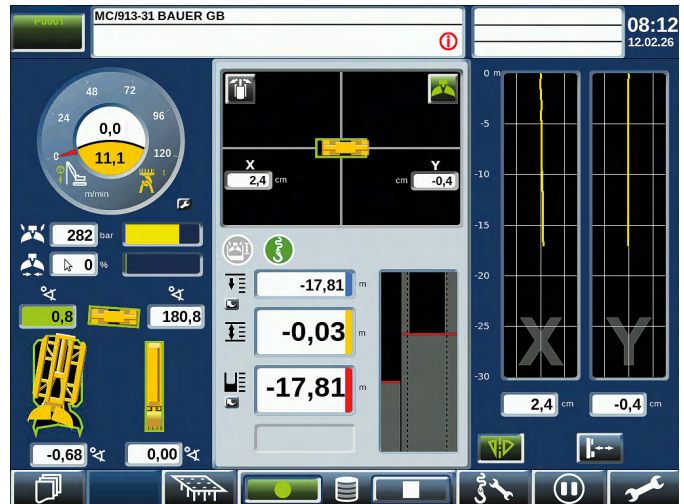 P0001
MC/913-31 BAUER GB
08:12
12.02.26
48 72
24 96
0 120
0,0
11,1
t
m/min
282 bar
0 %
0,8
180,8
-0,68
0,00
X
2,4 cm
Y
cm -0,4
-17,81 m
-0,03 m
-17,81 m
0 m
-5
-10
-15
-20
-25
-30
X
Y
2,4 cm
-0,4 cm